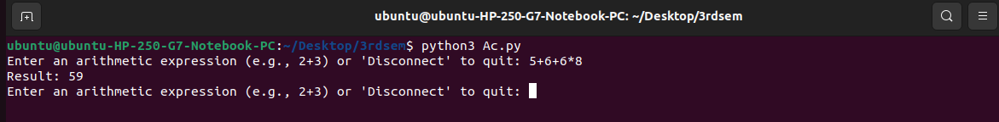 ubuntu@ubuntu-HP-250-G7-Notebook-PC: ~/Desktop/3rdsem
ubuntu@ubuntu-HP-250-G7-Notebook-PC:~/Desktop/3rdsem$ python3 Ac.py
Enter an arithmetic expression (e.g., 2+3) or 'Disconnect' to quit: 5+6+6*8
Result: 59
Enter an arithmetic expression (e.g., 2+3) or 'Disconnect' to quit: